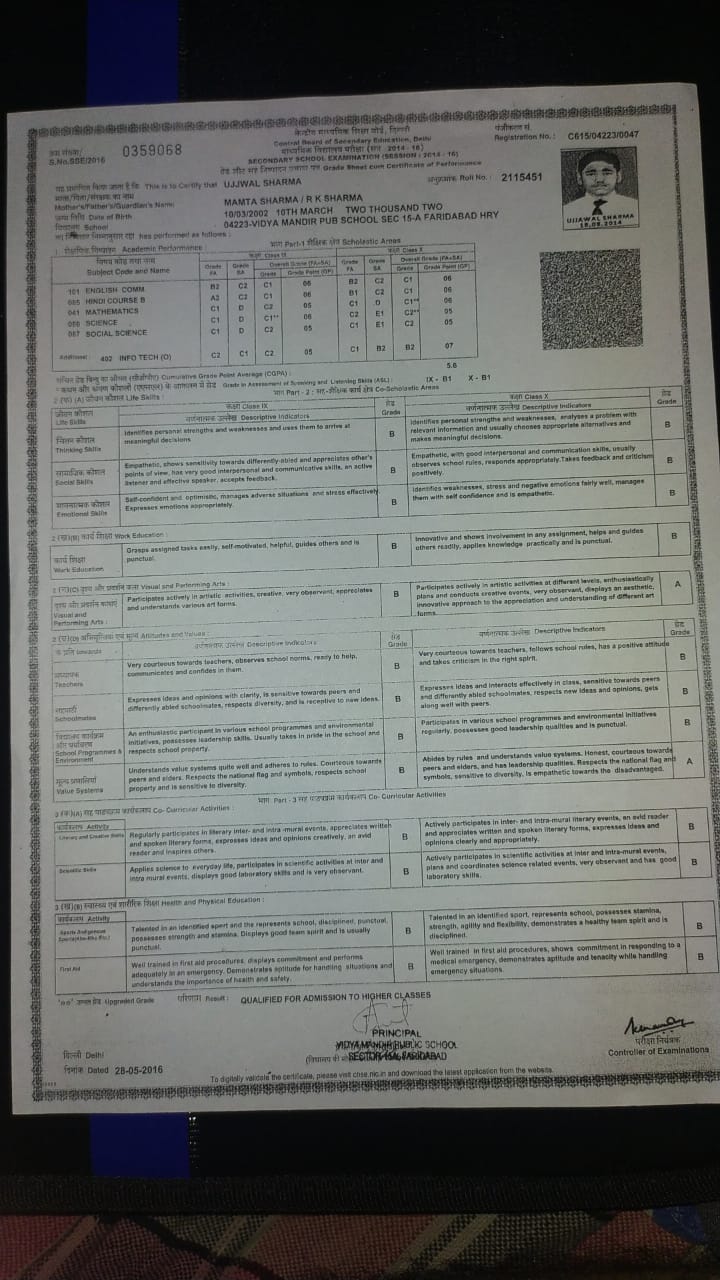 केन्द्रीय माध्यमिक शिक्षा बोर्ड, दिल्ली
Central Board of Secondary Education, Delhi
S.No.SSE/2016 0359068
Registration No. : C615/04223/0047
माध्यमिक विद्यालय परीक्षा (सत्र 2014 - 16)
SECONDARY SCHOOL EXAMINATION (SESSION : 2014 - 16)
Grade Sheet cum Certificate of Performance
यह प्रमाणित किया जाता है कि This is to Certify that UJJWAL SHARMA
अनुक्रमांक Roll No. : 2115451
Mother's/Father's/Guardian's Name: MAMTA SHARMA / R K SHARMA
जन्म तिथि Date of Birth 10/03/2002 10TH MARCH TWO THOUSAND TWO
विद्यालय School 04223-VIDYA MANDIR PUB SCHOOL SEC 15-A FARIDABAD HRY
has performed as follows :
UJJAWAL SHARMA
भाग Part-1 शैक्षिक क्षेत्र Scholastic Areas
Academic Performance :
विषय कोड तथा नाम
Subject Code and Name
कक्षा Class IX
कक्षा Class X
Grade FA Grade SA Overall Grade (FA+SA) Grade Grade Point (GP) Grade FA Grade SA Overall Grade (FA+SA) Grade Grade Point (GP)
101 ENGLISH COMM. B2 C2 C1 06 B2 C2 C1 06
085 HINDI COURSE B A2 C2 C1 06 B1 C2 C1 06
041 MATHEMATICS C1 D C2 05 C1 D C1** 06
086 SCIENCE C1 D C1** 06 C2 E1 C2** 05
087 SOCIAL SCIENCE C1 D C2 05 C1 E1 C2 05
Additional : 402 INFO TECH (O) C2 C1 C2 05 C1 B2 B2 07
Cumulative Grade Point Average (CGPA) : 5.8
Grade in Assessment of Speaking and Listening Skills (ASL) : IX - B1 X - B1
भाग Part - 2 : सह-शैक्षिक क्षेत्र Co-Scholastic Areas
(A) जीवन कौशल Life Skills :
कक्षा Class IX
कक्षा Class X
जीवन कौशल
Life Skills
वर्णनात्मक उल्लेख Descriptive Indicators
ग्रेड
Grade
वर्णनात्मक उल्लेख Descriptive Indicators
ग्रेड
Grade
चिंतन कौशल
Thinking Skills
Identifies personal strengths and weaknesses and uses them to arrive at
meaningful decisions
B
Identifies personal strengths and weaknesses, analyses a problem with
relevant information and usually chooses appropriate alternatives and
makes meaningful decisions.
B
सामाजिक कौशल
Social Skills
Empathetic, shows sensitivity towards differently-abled and appreciates other's
points of view, has very good interpersonal and communicative skills, an active
listener and effective speaker, accepts feedback.
B
Empathetic, with good interpersonal and communication skills, usually
observes school rules, responds appropriately.Takes feedback and criticism
positively.
B
भावनात्मक कौशल
Emotional Skills
Self-confident and optimistic, manages adverse situations and stress effectively
Expresses emotions appropriately.
B
Identifies weaknesses, stress and negative emotions fairly well, manages
them with self confidence and is empathetic.
B
2 (ख)(B) कार्य शिक्षा Work Education :
कार्य शिक्षा
Work Education
Grasps assigned tasks easily, self-motivated, helpful, guides others and is
punctual.
B
Innovative and shows involvement in any assignment, helps and guides
others readily, applies knowledge practically and is punctual.
B
2 (ग)(C) दृश्य और प्रदर्शन कला Visual and Performing Arts :
Visual and
Performing Arts :
Participates actively in artistic activities, creative, very observant, appreciates
and understands various art forms.
B
Participates actively in artistic activities at different levels, enthusiastically
plans and conducts creative events, very observant, displays an aesthetic,
innovative approach to the appreciation and understanding of different art
forms.
A
2 (घ)(D) अभिवृत्तियां एवं मूल्य Attitudes and Values :
के प्रति towards
वर्णनात्मक उल्लेख Descriptive Indicators
ग्रेड
Grade
वर्णनात्मक उल्लेख Descriptive Indicators
ग्रेड
Grade
अध्यापक
Teachers
Very courteous towards teachers, observes school norms, ready to help,
communicates and confides in them.
B
Very courteous towards teachers, follows school rules, has a positive attitude
and takes criticism in the right spirit.
B
सहपाठी
Schoolmates
Expresses ideas and opinions with clarity, is sensitive towards peers and
differently abled schoolmates, respects diversity, and is receptive to new ideas.
B
Expresses ideas and interacts effectively in class, sensitive towards peers
and differently abled schoolmates, respects new ideas and opinions, gets
along well with peers.
B
विद्यालय कार्यक्रम
और पर्यावरण
School Programmes &
Environment
An enthusiastic participant in various school programmes and environmental
initiatives, possesses leadership skills. Usually takes in pride in the school and
respects school property.
B
Participates in various school programmes and environmental initiatives
regularly, possesses good leadership qualities and is punctual.
B
मूल्य प्रणालियां
Value Systems
Understands value systems quite well and adheres to rules. Courteous towards
peers and elders. Respects the national flag and symbols, respects school
property and is sensitive to diversity.
B
Abides by rules and understands value systems. Honest, courteous towards
peers and elders, and has leadership qualities. Respects the national flag and
symbols, sensitive to diversity, is empathetic towards the disadvantaged.
A
भाग Part - 3 सह पाठ्यक्रम कार्यकलाप Co- Curricular Activities
3 (क)(A) सह पाठ्यक्रम कार्यकलाप Co- Curricular Activities :
कार्यकलाप Activity
Literary and Creative Skills
Regularly participates in literary inter- and intra -mural events, appreciates written
and spoken literary forms, expresses ideas and opinions creatively, an avid
reader and inspires others.
B
Actively participates in inter- and intra-mural literary events, an avid reader
and appreciates written and spoken literary forms, expresses ideas and
opinions clearly and appropriately.
B
Scientific Skills
Applies science to everyday life, participates in scientific activities at inter and
intra mural events, displays good laboratory skills and is very observant.
B
Actively participates in scientific activities at inter and intra-mural events,
plans and coordinates science related events, very observant and has good
laboratory skills.
B
3 (ख)(B) स्वास्थ्य एवं शारीरिक शिक्षा Health and Physical Education :
कार्यकलाप Activity
Sports /Indigenous
Sports(Kho-Kho Etc.)
Talented in an identified sport and the represents school, disciplined, punctual,
possesses strength and stamina. Displays good team spirit and is usually
punctual.
B
Talented in an identified sport, represents school, possesses stamina,
strength, agility and flexibility, demonstrates a healthy team spirit and is
disciplined.
B
First Aid
Well trained in first aid procedures, displays commitment and performs
adequately in an emergency. Demonstrates aptitude for handling situations and
understands the importance of health and safety.
B
Well trained in first aid procedures, shows commitment in responding to a
medical emergency, demonstrates aptitude and tenacity while handling
emergency situations.
B
Upgraded Grade परिणाम Result : QUALIFIED FOR ADMISSION TO HIGHER CLASSES
PRINCIPAL
VIDYA MANDIR PUBLIC SCHOOL
SECTOR-15A, FARIDABAD
परीक्षा नियंत्रक
Controller of Examinations
दिल्ली Delhi
दिनांक Dated 28-05-2016
To digitally validate the certificate, please visit cbse.nic.in and download the latest application from the website.